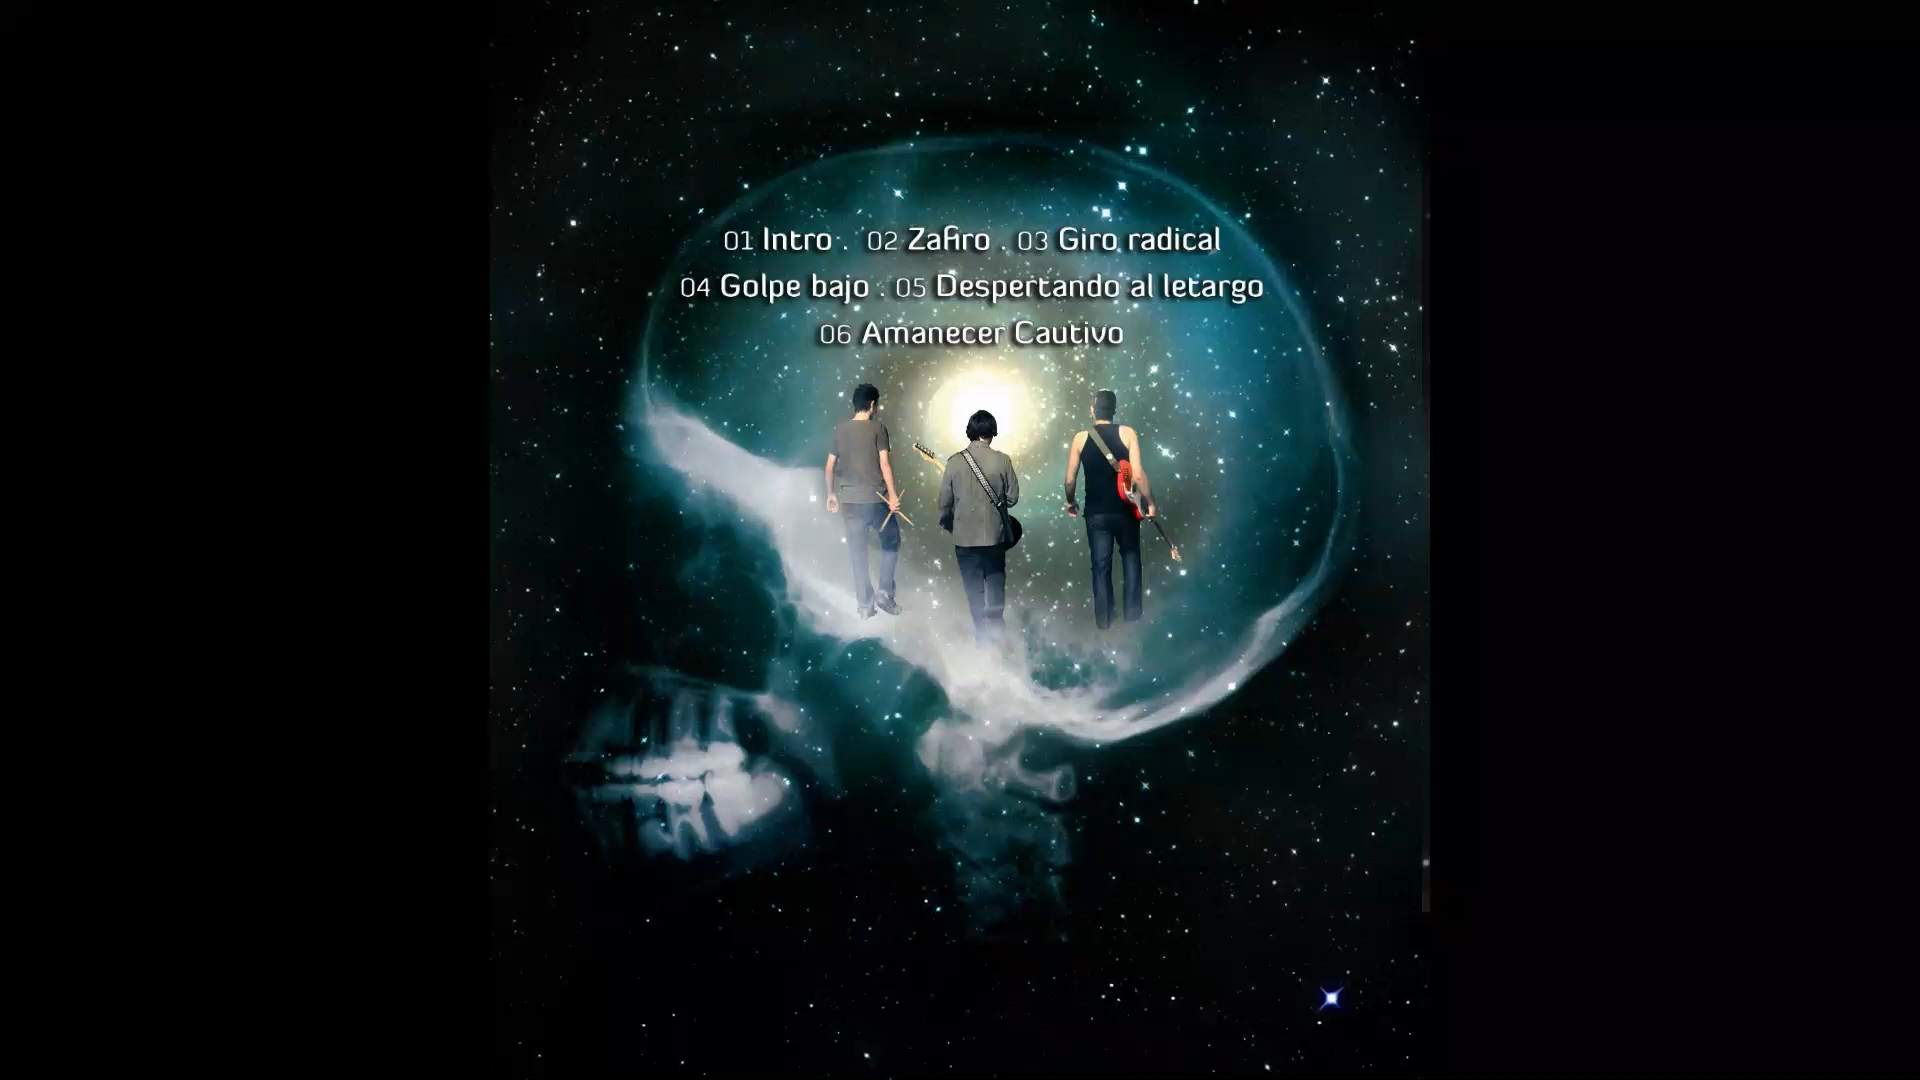 01 Intro . 02 Zafiro . 03 Giro radical
04 Golpe bajo . 05 Despertando al letargo
06 Amanecer Cautivo